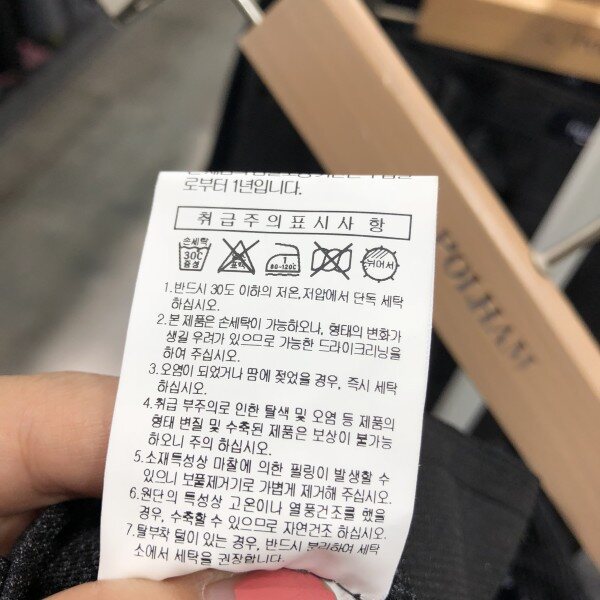 로부터 1년입니다.
취급주의표시사항
손세탁
30℃
중성
표백
1
80-120℃
뉘어서
1.반드시 30도 이하의 저온,저압에서 단독 세탁
하십시오.
2.본 제품은 손세탁이 가능하오나, 형태의 변화가
생길 우려가 있으므로 가능한 드라이크리닝을
하여 주십시오.
3.오염이 되었거나 땀에 젖었을 경우, 즉시 세탁
하십시오.
4.취급 부주의로 인한 탈색 및 오염 등 제품의
형태 변질 및 수축된 제품은 보상이 불가능
하오니 주의 하십시오.
5.소재특성상 마찰에 의한 필링이 발생할 수
있으니 보풀제거기로 가볍게 제거해 주십시오.
6.원단의 특성상 고온이나 열풍건조를 했을
경우, 수축할 수 있으므로 자연건조 하십시오.
7.탈부착 털이 있는 경우, 반드시 분리하여 세탁
소에서 세탁을 권장합니다.
POLHAM